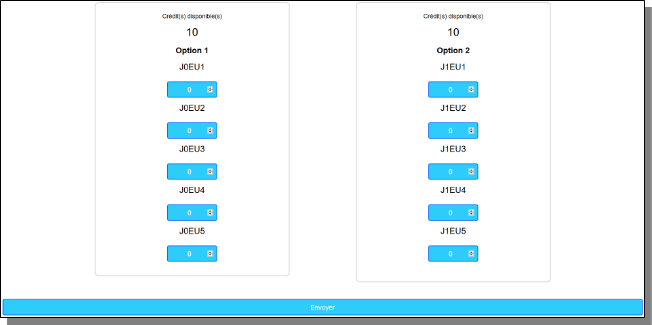 Crédit(s) disponible(s)
10
Option 1
J0EU1
0
J0EU2
0
J0EU3
0
J0EU4
0
J0EU5
0
Crédit(s) disponible(s)
10
Option 2
J1EU1
0
J1EU2
0
J1EU3
0
J1EU4
0
J1EU5
0
Envoyer